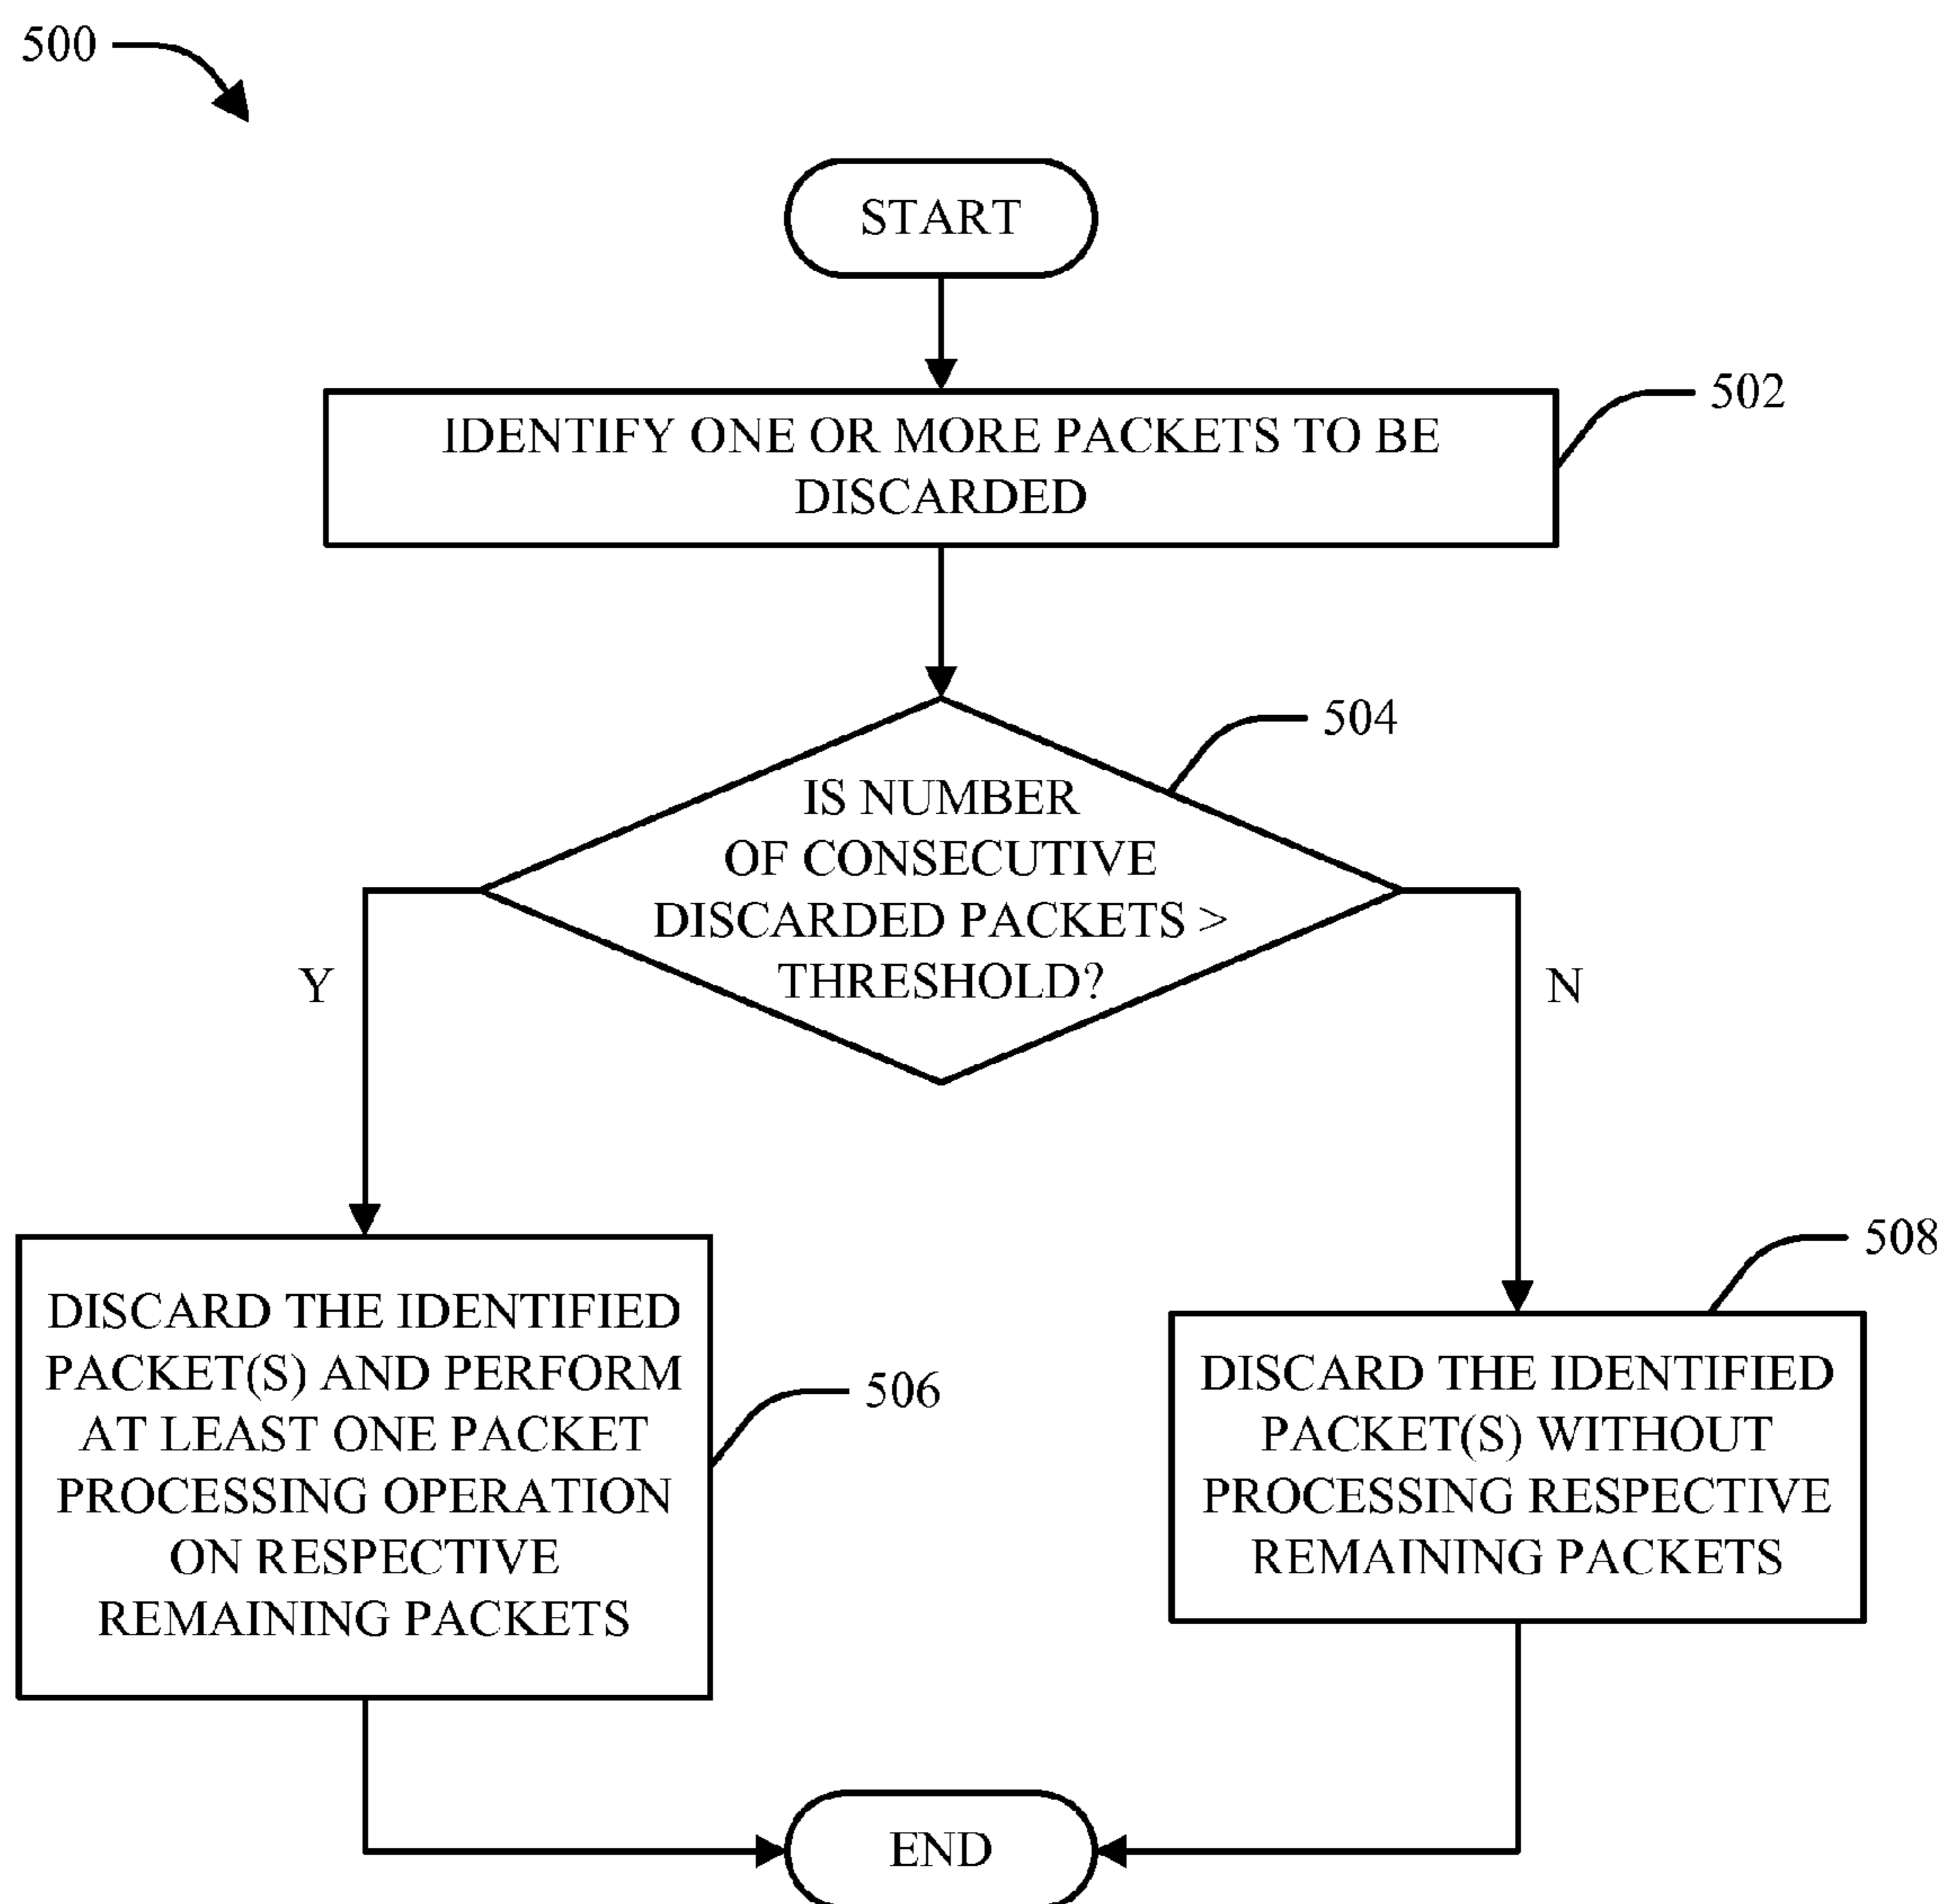 500
START
502
IDENTIFY ONE OR MORE PACKETS TO BE
DISCARDED
504
IS NUMBER
OF CONSECUTIVE
DISCARDED PACKETS >
THRESHOLD?
Y
N
DISCARD THE IDENTIFIED
PACKET(S) AND PERFORM
AT LEAST ONE PACKET
PROCESSING OPERATION
ON RESPECTIVE
REMAINING PACKETS
506
508
DISCARD THE IDENTIFIED
PACKET(S) WITHOUT
PROCESSING RESPECTIVE
REMAINING PACKETS
END